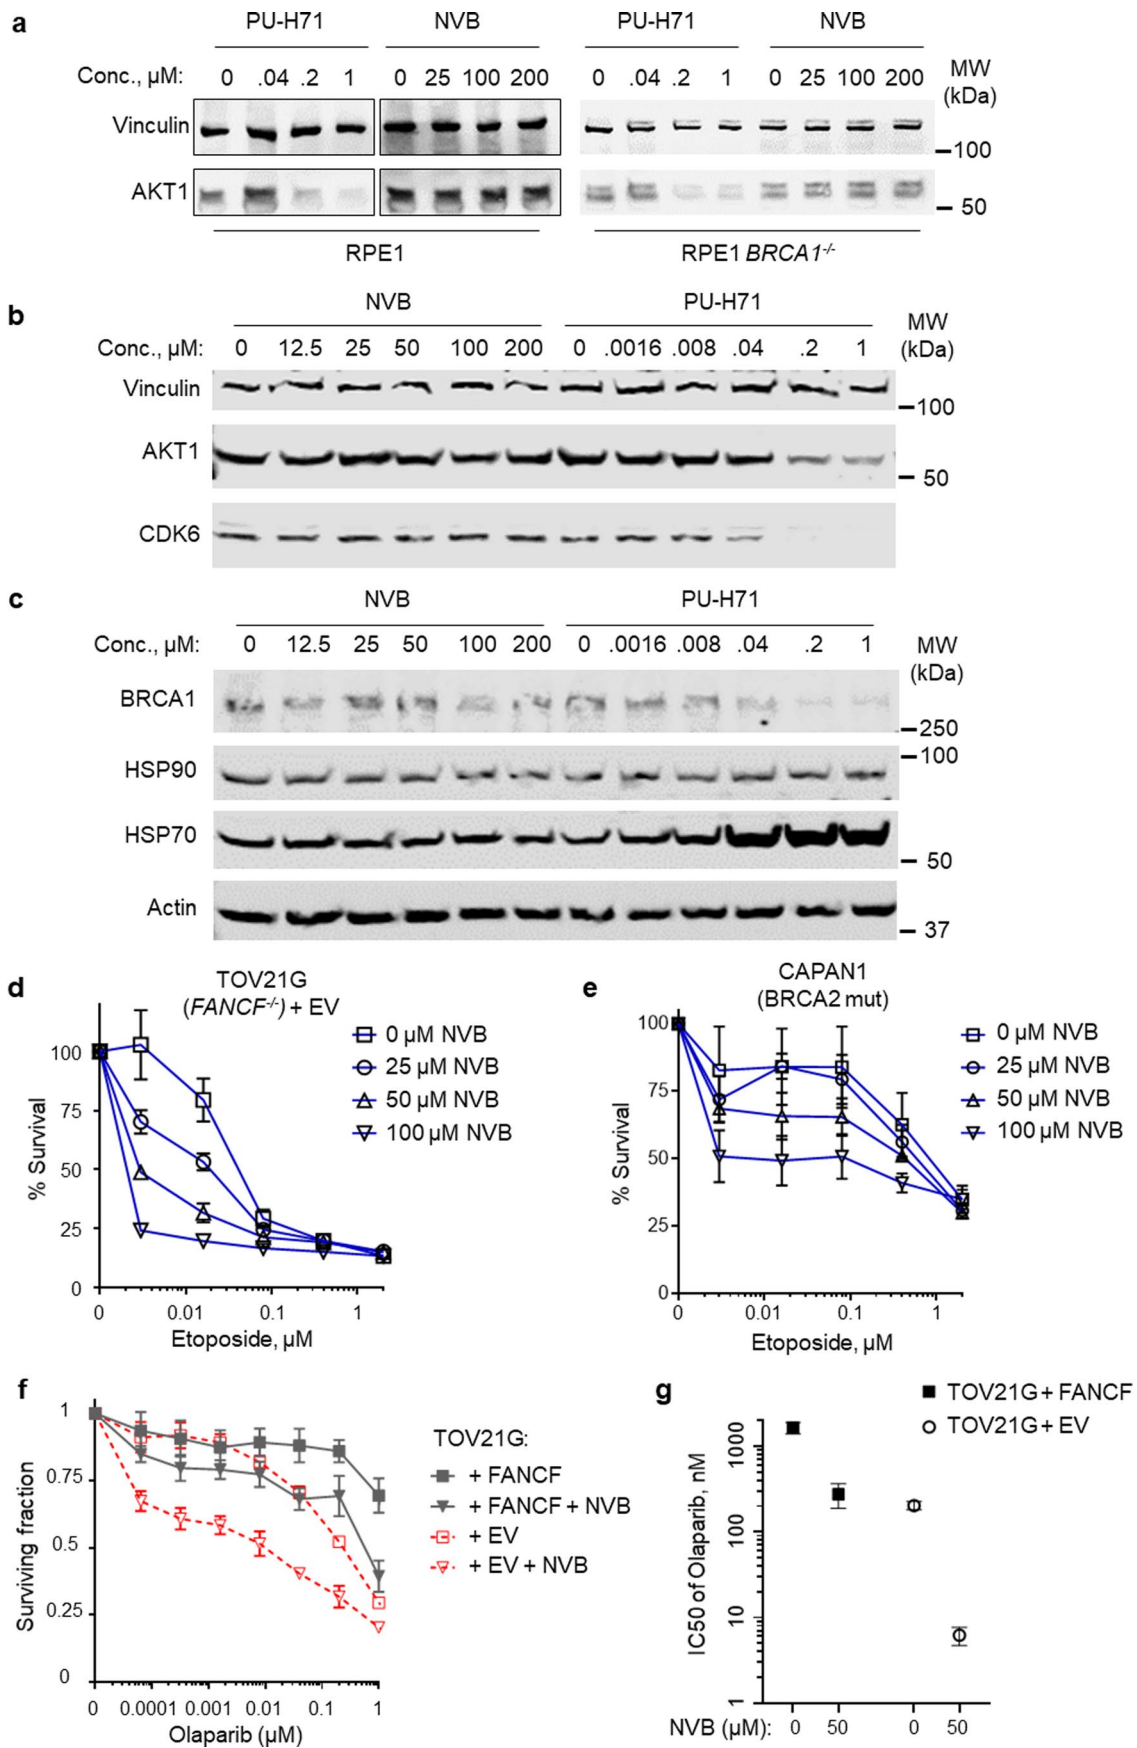 a
PU-H71 NVB PU-H71 NVB
Conc., µM: 0 .04 .2 1 0 25 100 200 0 .04 .2 1 0 25 100 200 MW
(kDa)
Vinculin
100
AKT1
50
RPE1 RPE1 BRCA1-/-
b
NVB PU-H71
MW
Conc., µM: 0 12.5 25 50 100 200 0 .0016 .008 .04 .2 1 (kDa)
Vinculin
100
AKT1
50
CDK6
c
NVB PU-H71
Conc., µM: 0 12.5 25 50 100 200 0 .0016 .008 .04 .2 1 MW
(kDa)
BRCA1
250
100
HSP90
HSP70
50
Actin
37
d
TOV21G
(FANCF-/-) + EV
0 µM NVB
25 µM NVB
50 µM NVB
100 µM NVB
% Survival
100
75
50
25
0
0 0.01 0.1 1
Etoposide, µM
e
CAPAN1
(BRCA2 mut)
0 µM NVB
25 µM NVB
50 µM NVB
100 µM NVB
% Survival
100
75
50
25
0
0 0.01 0.1 1
Etoposide, µM
f
TOV21G:
+ FANCF
+ FANCF + NVB
+ EV
+ EV + NVB
Surviving fraction
1
0.75
0.5
0.25
0
0 0.0001 0.001 0.01 0.1 1
Olaparib (µM)
g
TOV21G + FANCF
TOV21G + EV
IC50 of Olaparib, nM
1000
100
10
1
NVB (µM): 0 50 0 50